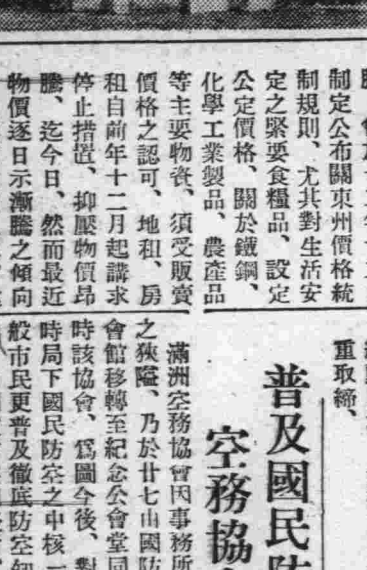 制定公布關東州價格統
制規則、尤其對生活安
定之緊要食糧品、設定
公定價格、關於鐵鋼、
化學工業製品、農產品
等主要物資、須受販賣
價格之認可、地租、房
租自前年十二月起講求
停止措置、抑壓物價昂
騰、迄今日、然而最近
物價逐日示漸騰之傾向
重取締、
普及國民防
空務協
滿洲空務協會因事務所
之狹隘、乃於廿七由國防
會館移轉至紀念公會堂同
時該協會、爲圖今後、對
時局下國民防空之中核一
般市民更普及徹底防空